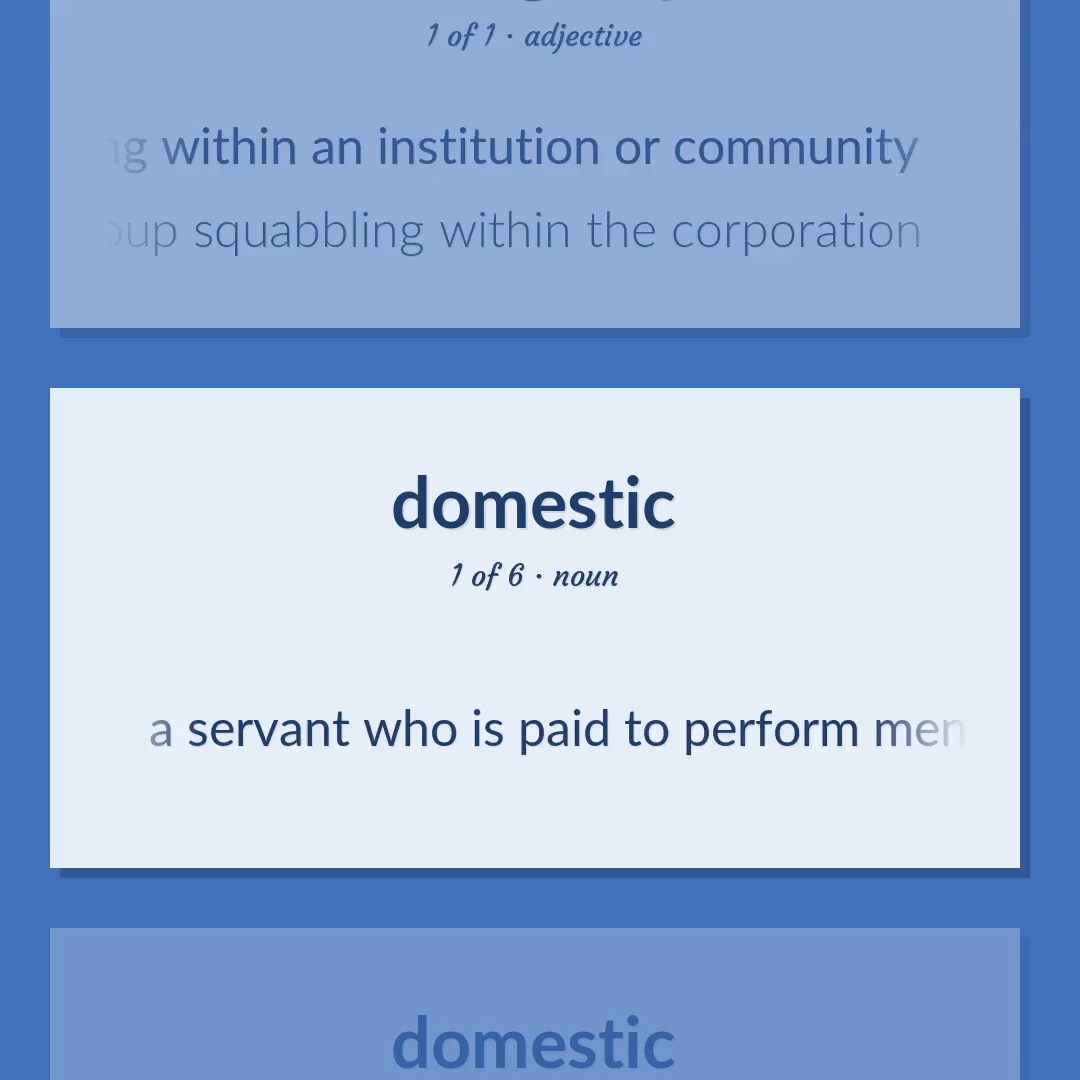 1 of 1 · adjective
within an institution or community
squabbling within the corporation
domestic
1 of 6 · noun
a servant who is paid to perform
domestic